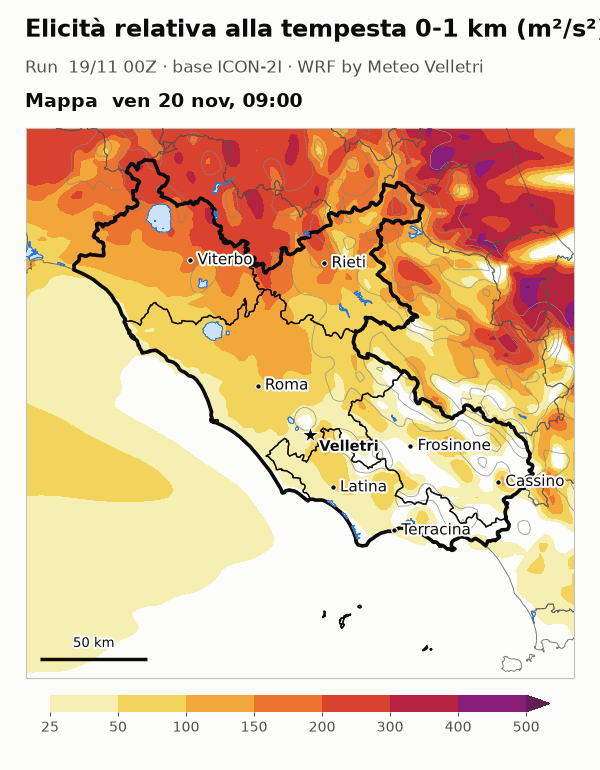 Elicità relativa alla tempesta 0-1 km (m²/s²)
Run 19/11 00Z · base ICON-2I · WRF by Meteo Velletri
Mappa ven 20 nov, 09:00
Viterbo
Rieti
Roma
Velletri
Frosinone
Cassino
Latina
Terracina
50 km
25 50 100 150 200 300 400 500